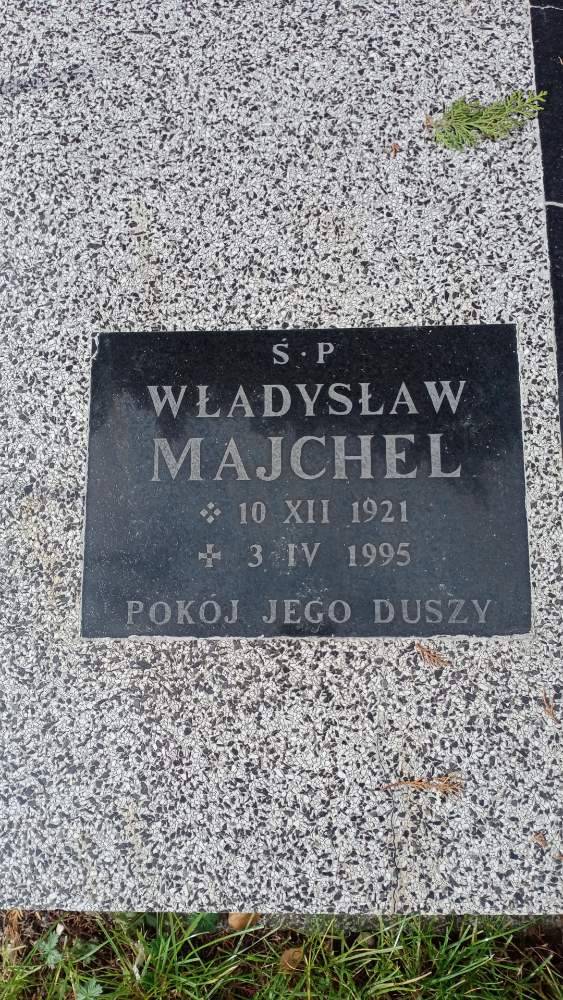 Ś·P
WŁADYSŁAW
MAJCHEL
10 XII 1921
3 IV 1995
POKÓJ JEGO DUSZY